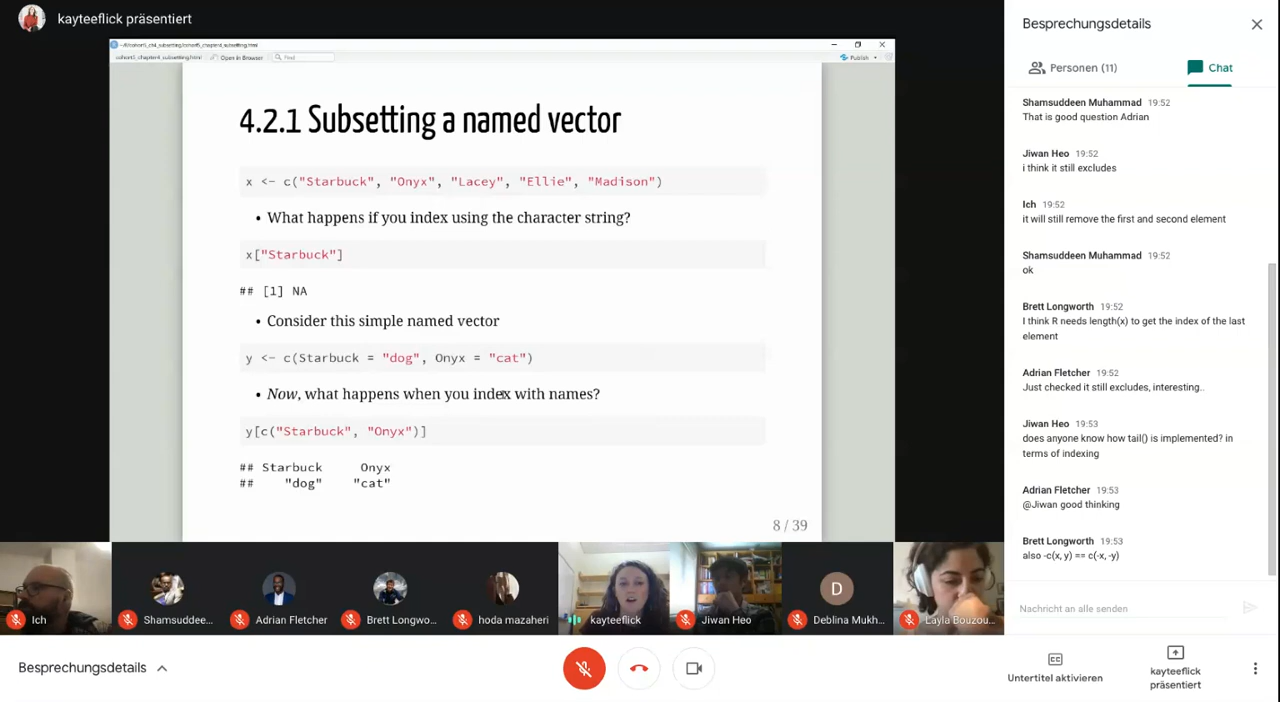 kayteeflick präsentiert
Open in Browser
Find
Publish
4.2.1 Subsetting a named vector
x <- c("Starbuck", "Onyx", "Lacey", "Ellie", "Madison")
• What happens if you index using the character string?
x["Starbuck"]
## [1] NA
• Consider this simple named vector
y <- c(Starbuck = "dog", Onyx = "cat")
• Now, what happens when you index with names?
y[c("Starbuck", "Onyx")]
## Starbuck Onyx
## "dog" "cat"
8 / 39
Ich
Shamsuddee...
Adrian Fletcher
Brett Longwo...
hoda mazaheri
kayteeflick
Jiwan Heo
D
Deblina Mukh...
Layla Bouzou...
Besprechungsdetails
Untertitel aktivieren
kayteeflick
präsentiert
Besprechungsdetails
Personen (11)
Chat
Shamsuddeen Muhammad 19:52
That is good question Adrian
Jiwan Heo 19:52
i think it still excludes
Ich 19:52
it will still remove the first and second element
Shamsuddeen Muhammad 19:52
ok
Brett Longworth 19:52
I think R needs length(x) to get the index of the last
element
Adrian Fletcher 19:52
Just checked it still excludes, interesting..
Jiwan Heo 19:53
does anyone know how tail() is implemented? in
terms of indexing
Adrian Fletcher 19:53
@Jiwan good thinking
Brett Longworth 19:53
also -c(x, y) == c(-x, -y)
Nachricht an alle senden